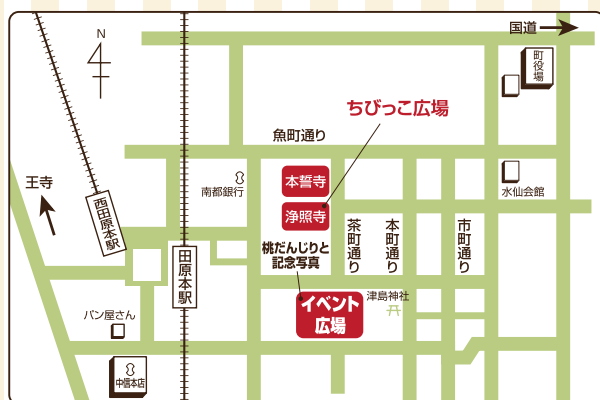 国道
N
町役場
ちびっこ広場
魚町通り
王寺
南都銀行
本誓寺
水仙会館
西田原本駅
浄照寺
茶町通り
本町通り
市町通り
田原本駅
桃だんじりと
記念写真
イベント
広場
津島神社
パン屋さん
中信本店